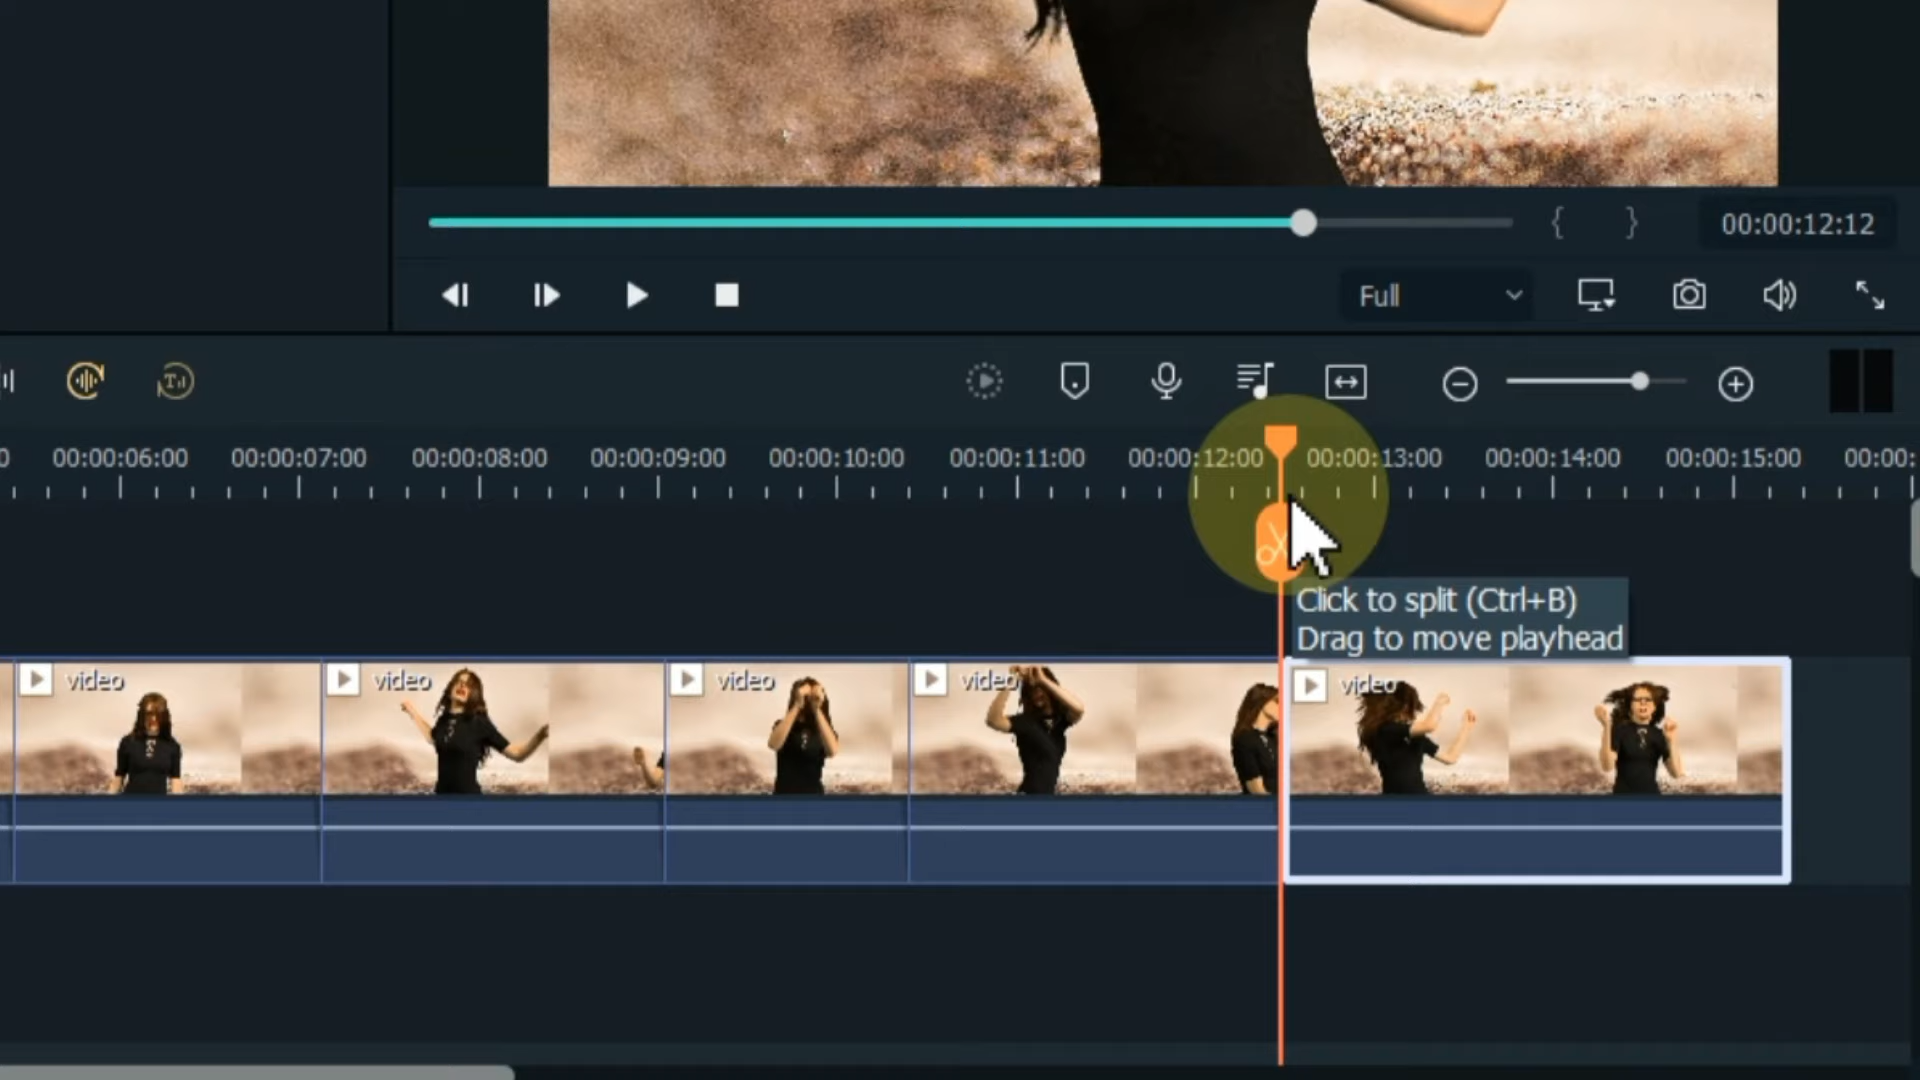 00:00:12:12
Full
00:00:06:00 00:00:07:00 00:00:08:00 00:00:09:00 00:00:10:00 00:00:11:00 00:00:12:00 00:00:13:00 00:00:14:00 00:00:15:00 00:00:
Click to split (Ctrl+B)
Drag to move playhead
video video video video video